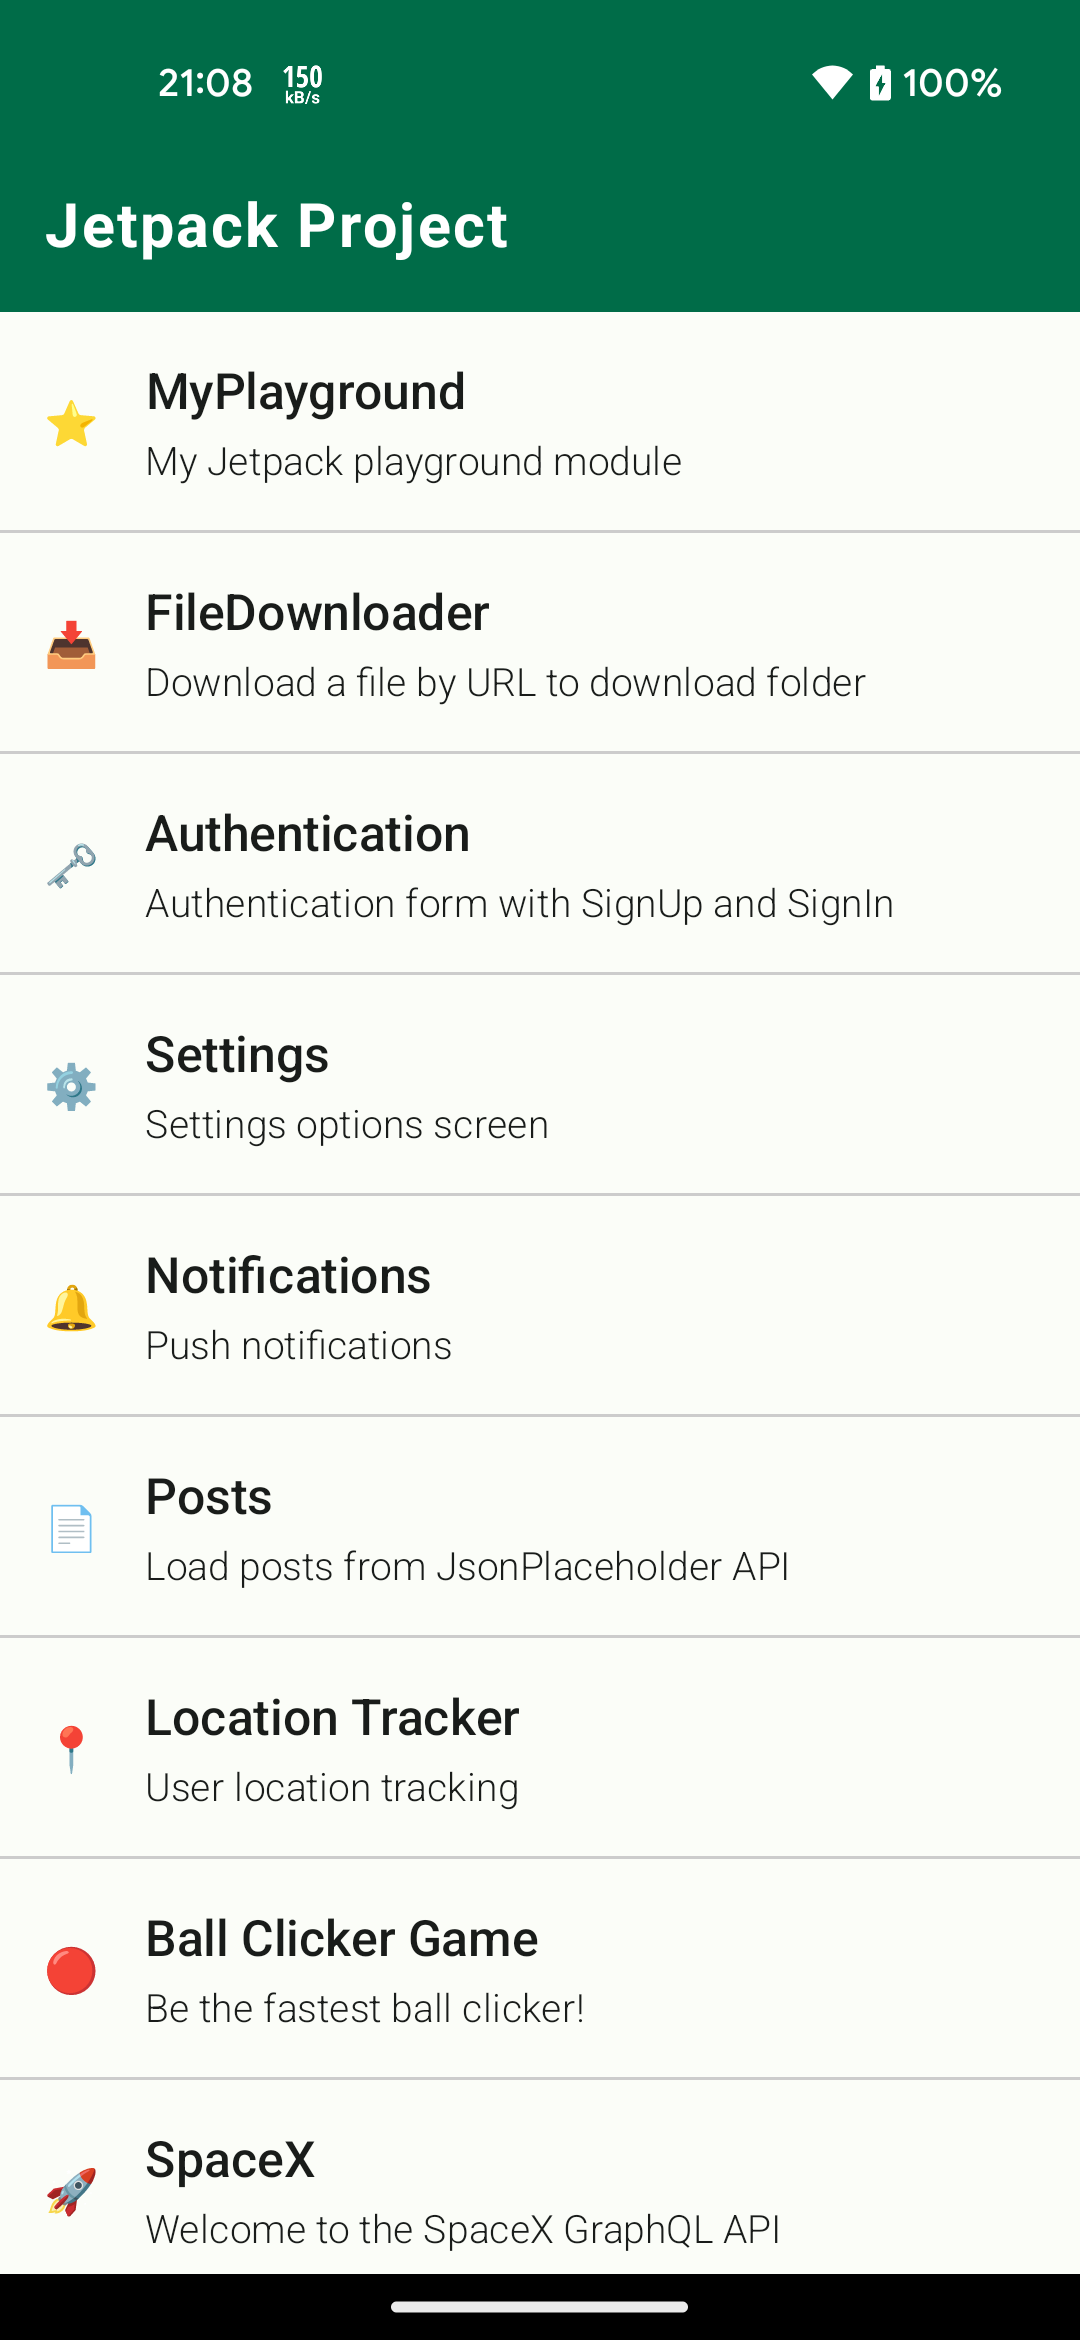 21:08 150 kB/s 100%
Jetpack Project
MyPlayground
My Jetpack playground module
FileDownloader
Download a file by URL to download folder
Authentication
Authentication form with SignUp and SignIn
Settings
Settings options screen
Notifications
Push notifications
Posts
Load posts from JsonPlaceholder API
Location Tracker
User location tracking
Ball Clicker Game
Be the fastest ball clicker!
SpaceX
Welcome to the SpaceX GraphQL API